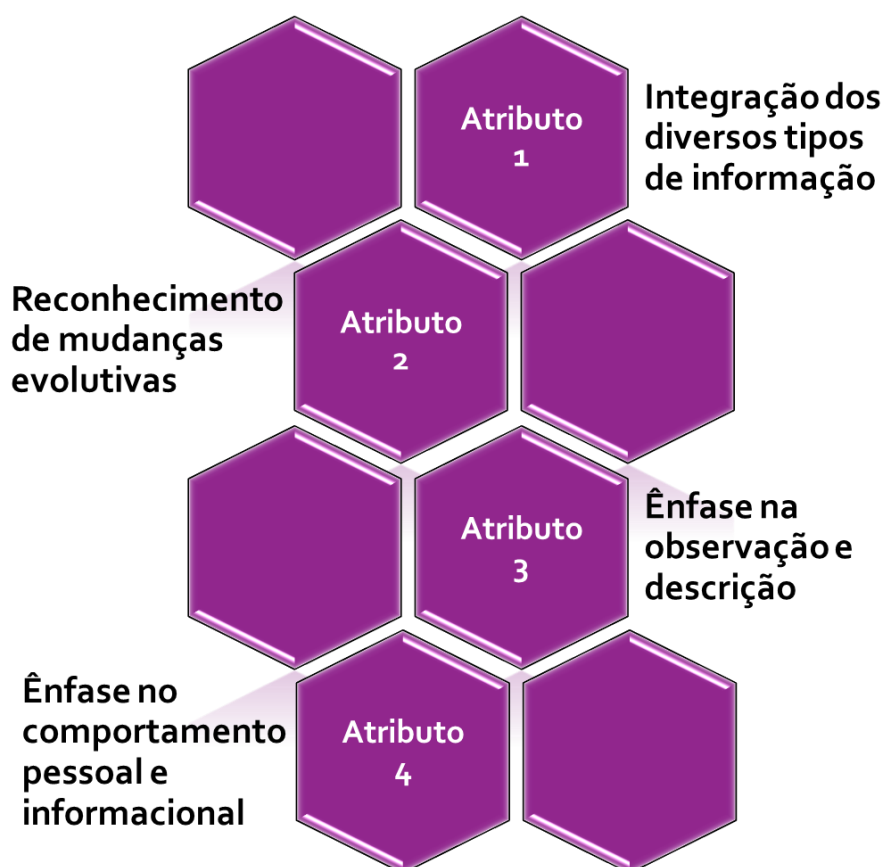 Atributo
1
Integração dos
diversos tipos
de informação
Reconhecimento
de mudanças
evolutivas
Atributo
2
Atributo
3
Ênfase na
observação e
descrição
Ênfase no
comportamento
pessoal e
informacional
Atributo
4